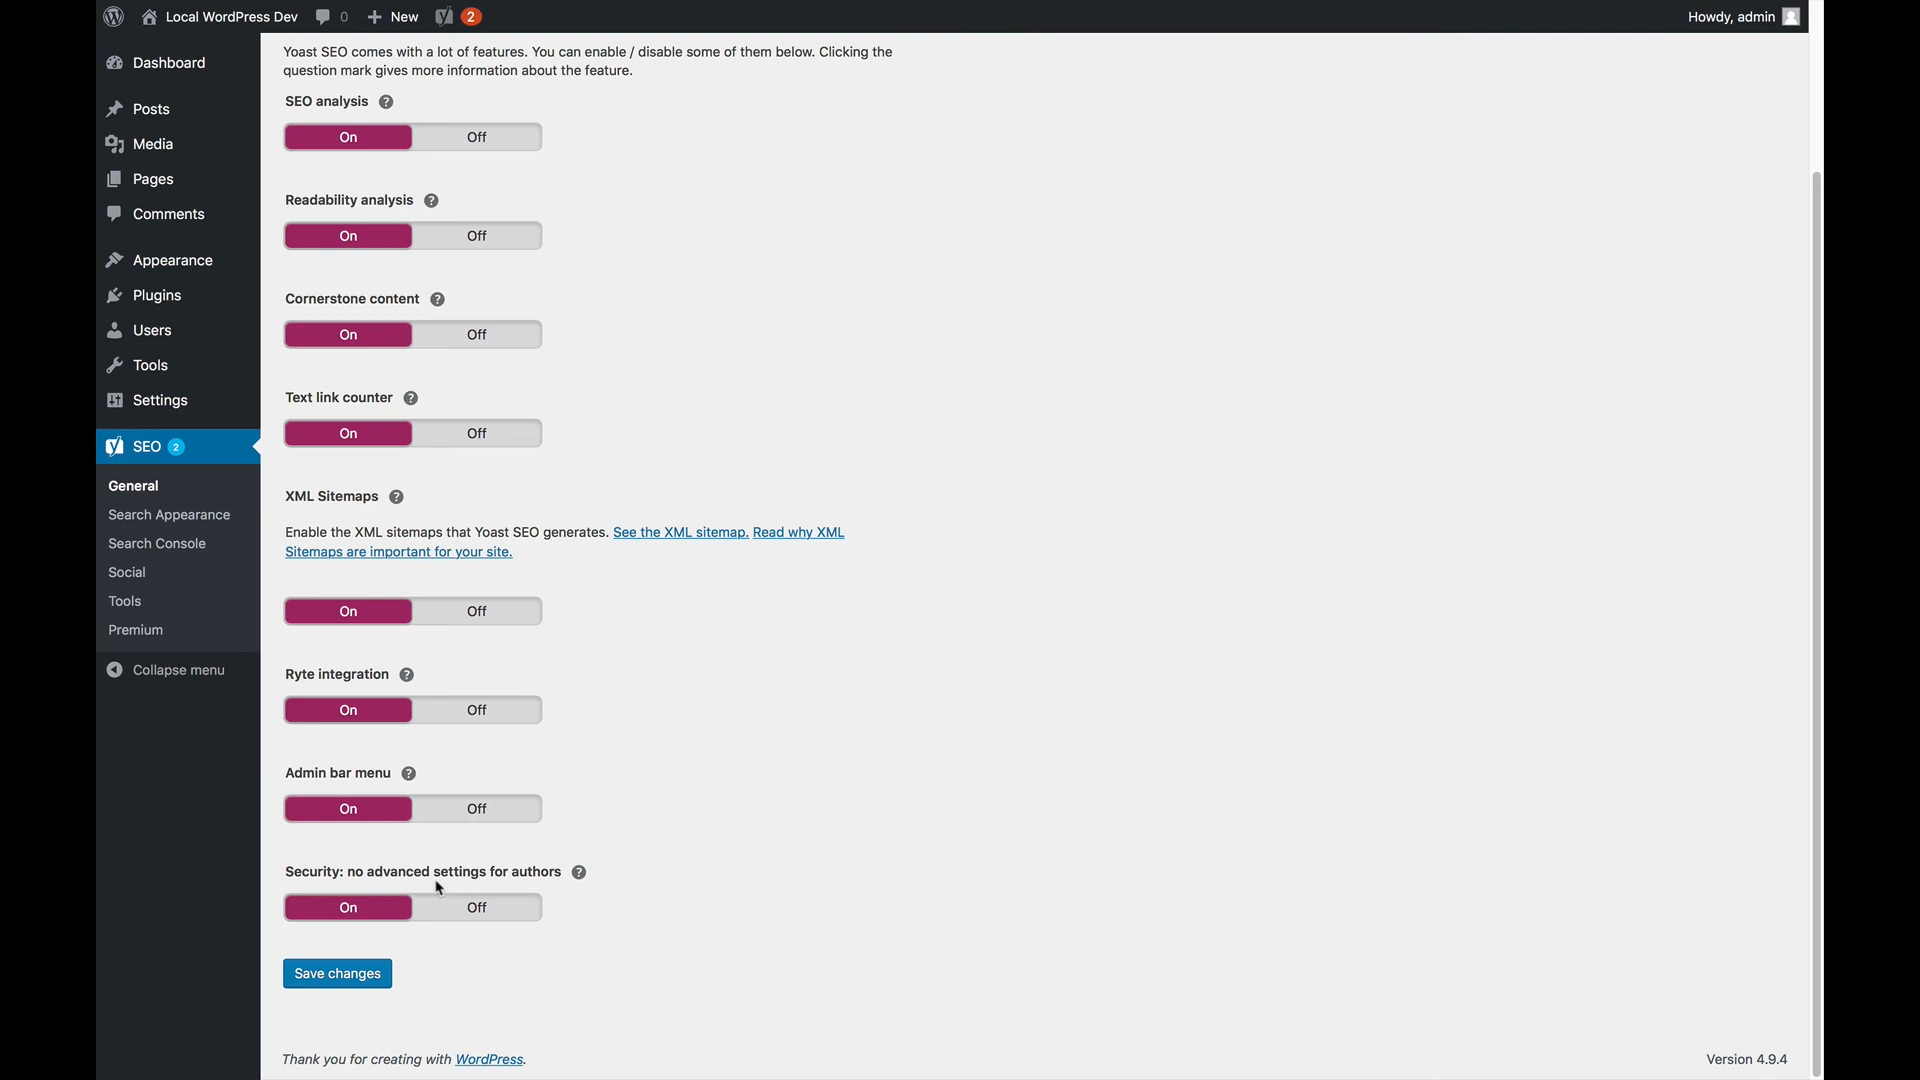 Local WordPress Dev 0 New 2 Howdy, admin
Dashboard
Posts
Media
Pages
Comments
Appearance
Plugins
Users
Tools
Settings
SEO 2
General
Search Appearance
Search Console
Social
Tools
Premium
Collapse menu
Yoast SEO comes with a lot of features. You can enable / disable some of them below. Clicking the
question mark gives more information about the feature.
SEO analysis ?
On Off
Readability analysis ?
On Off
Cornerstone content ?
On Off
Text link counter ?
On Off
XML Sitemaps ?
Enable the XML sitemaps that Yoast SEO generates. See the XML sitemap. Read why XML
Sitemaps are important for your site.
On Off
Ryte integration ?
On Off
Admin bar menu ?
On Off
Security: no advanced settings for authors ?
On Off
Save changes
Thank you for creating with WordPress. Version 4.9.4